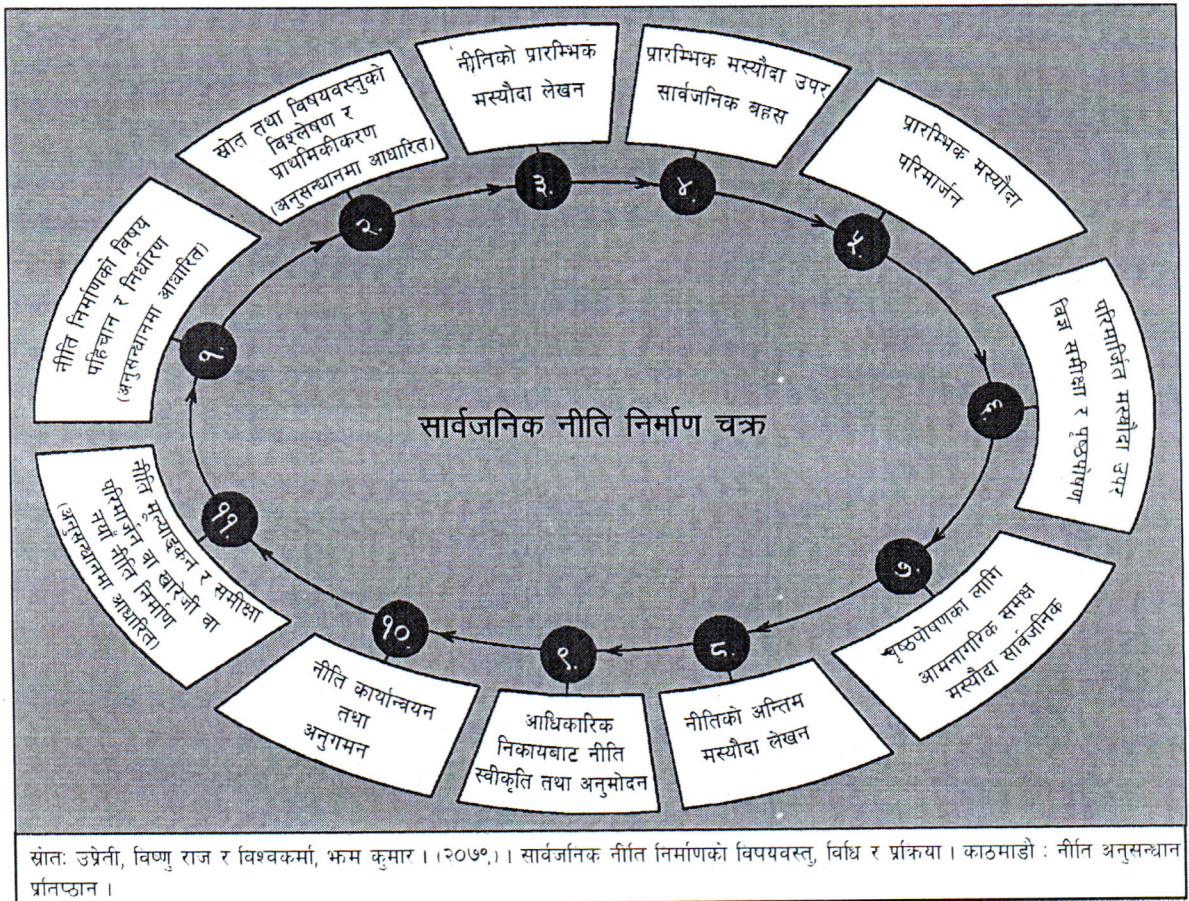 नीति निर्माणको विषय
पहिचान र निर्धारण
(अनुसन्धानमा आधारित)
१.
स्रोत तथा विषयवस्तुको
विश्लेषण र
प्राथमिकीकरण
(अनुसन्धानमा आधारित)
२.
नीतिको प्रारम्भिक
मस्यौदा लेखन
३.
प्रारम्भिक मस्यौदा उपर
सार्वजनिक बहस
४.
प्रारम्भिक मस्यौदा
परिमार्जन
५.
परिमार्जित मस्यौदा उपर
विज्ञ समीक्षा र पृष्ठपोषण
६.
पृष्ठपोषणका लागि
आमनागरिक समक्ष
मस्यौदा सार्वजनिक
७.
नीतिको अन्तिम
मस्यौदा लेखन
८.
आधिकारिक
निकायबाट नीति
स्वीकृति तथा अनुमोदन
९.
नीति कार्यान्वयन
तथा
अनुगमन
१०.
नीति मूल्याङ्कन र समीक्षा
परिमार्जन वा खारेजी वा
नयाँ नीति निर्माण
(अनुसन्धानमा आधारित)
११.
सार्वजनिक नीति निर्माण चक्र
स्रोतः उप्रेती, विष्णु राज र विश्वकर्मा, झम कुमार । (२०७९) । सार्वजनिक नीति निर्माणको विषयवस्तु, विधि र प्रक्रिया । काठमाडौ : नीति अनुसन्धान
प्रतिष्ठान ।